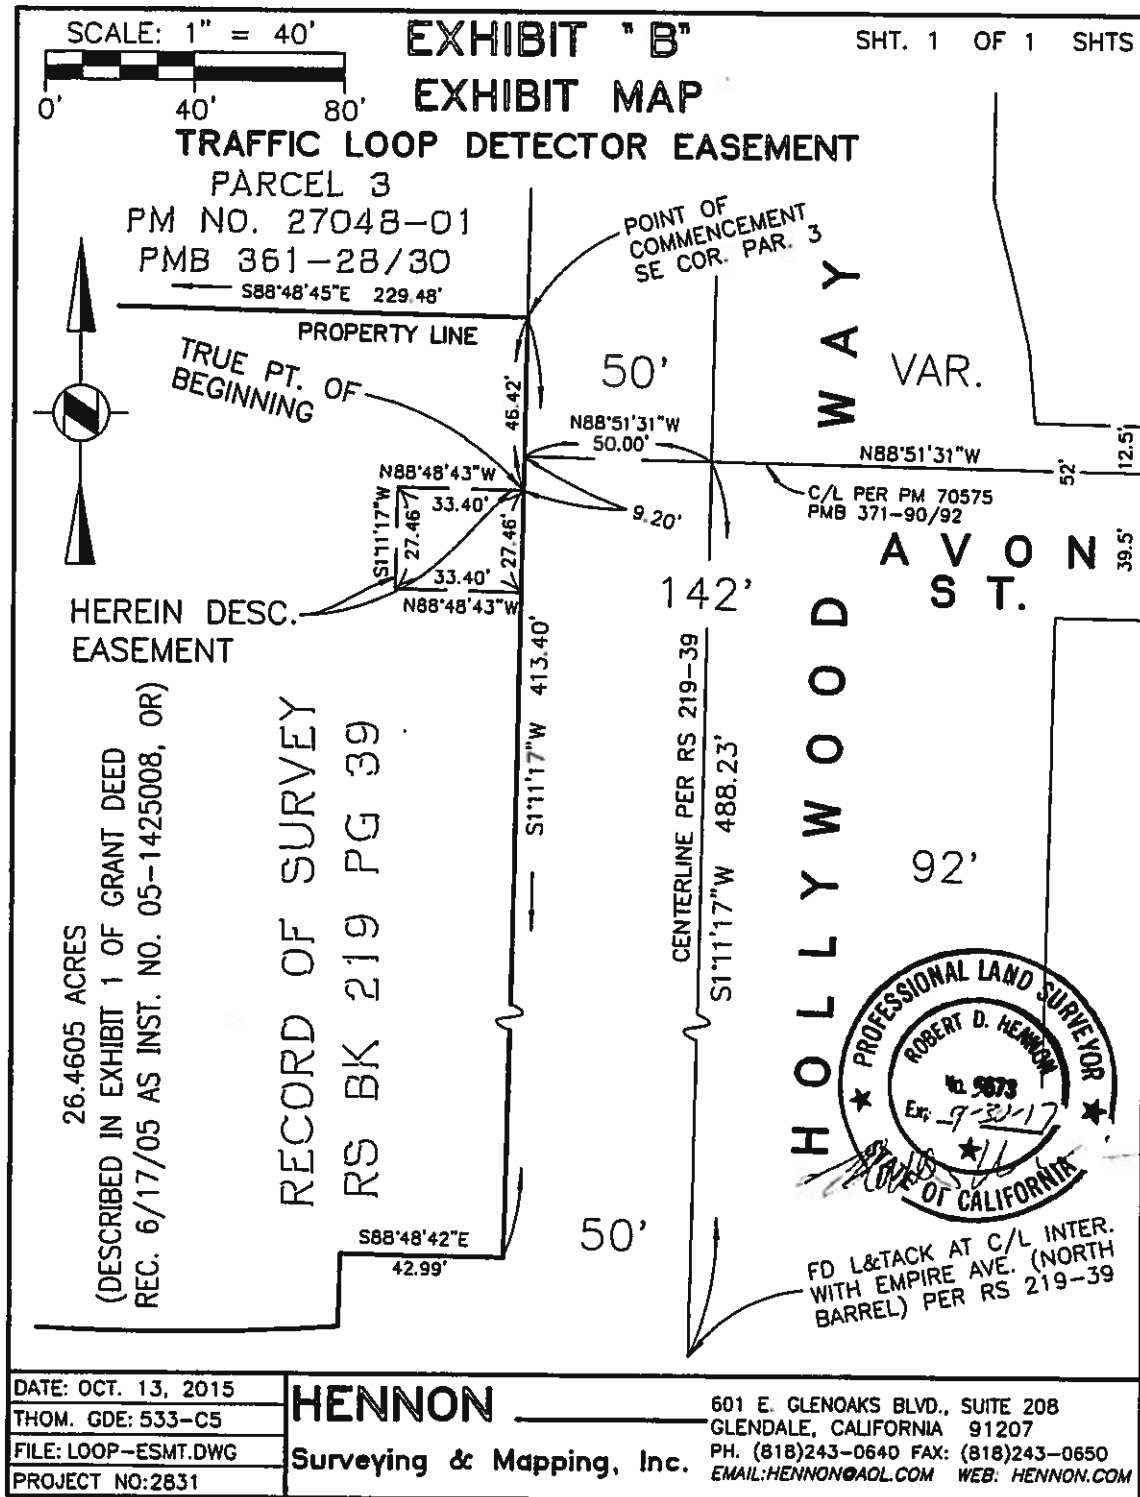 SCALE: 1" = 40'
0' 40' 80'
EXHIBIT "B"
EXHIBIT MAP
SHT. 1 OF 1 SHTS
TRAFFIC LOOP DETECTOR EASEMENT
PARCEL 3
PM NO. 27048-01
PMB 361-28/30
S88°48'45"E 229.48'
PROPERTY LINE
POINT OF
COMMENCEMENT
SE COR. PAR. 3
TRUE PT. OF
BEGINNING
46.42'
50'
VAR.
N88°51'31"W
50.00'
N88°51'31"W
52'
12.5'
39.5'
C/L PER PM 70575
PMB 371-90/92
9.20'
N88°48'43"W
33.40'
S1°11'17"W
27.46'
27.46'
33.40'
N88°48'43"W
AVON
ST.
HEREIN DESC.
EASEMENT
142'
HOLLYWOOD WAY
S1°11'17"W 413.40'
CENTERLINE PER RS 219-39
S1°11'17"W 488.23'
92'
26.4605 ACRES
(DESCRIBED IN EXHIBIT 1 OF GRANT DEED
REC. 6/17/05 AS INST. NO. 05-1425008, OR)
RECORD OF SURVEY
RS BK 219 PG 39
PROFESSIONAL LAND SURVEYOR
ROBERT D. HENNON
No. 5573
Exp. 9-30-17
STATE OF CALIFORNIA
S88°48'42"E
42.99'
50'
FD L&TACK AT C/L INTER.
WITH EMPIRE AVE. (NORTH
BARREL) PER RS 219-39
DATE: OCT. 13, 2015
THOM. GDE: 533-C5
FILE: LOOP-ESMT.DWG
PROJECT NO:2831
HENNON
Surveying & Mapping, Inc.
601 E. GLENOAKS BLVD., SUITE 208
GLENDALE, CALIFORNIA 91207
PH. (818)243-0640 FAX: (818)243-0650
EMAIL:HENNON@AOL.COM WEB: HENNON.COM